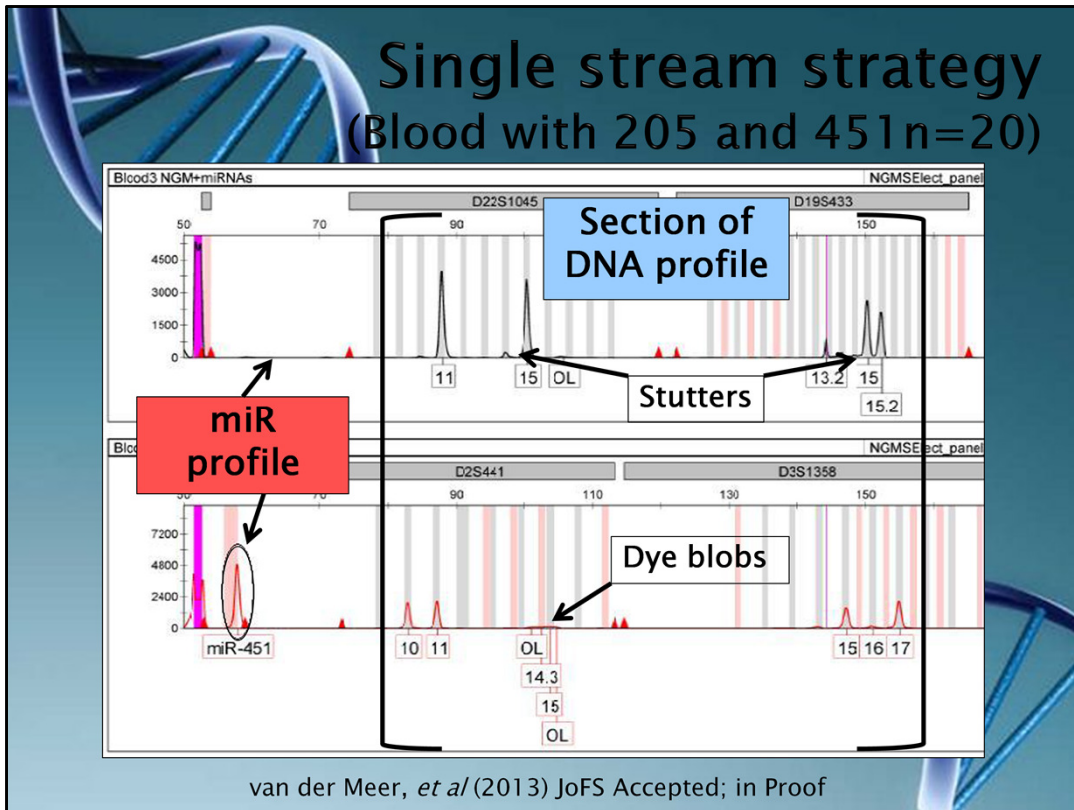 Single stream strategy
(Blood with 205 and 451n=20)
Blood3 NGM+miRNAs
NGMSElect_panel
D22S1045
D19S433
50 70 90 150
Section of
DNA profile
4500
3000
1500
0
11 15 OL 13.2 15
15.2
Stutters
miR
profile
NGMSElect_panel
D2S441
D3S1358
70 90 110 130 150
7200
4800
2400
0
Dye blobs
miR-451 10 11 OL 15 16 17
14.3
15
OL
van der Meer, et al (2013) JoFS Accepted; in Proof